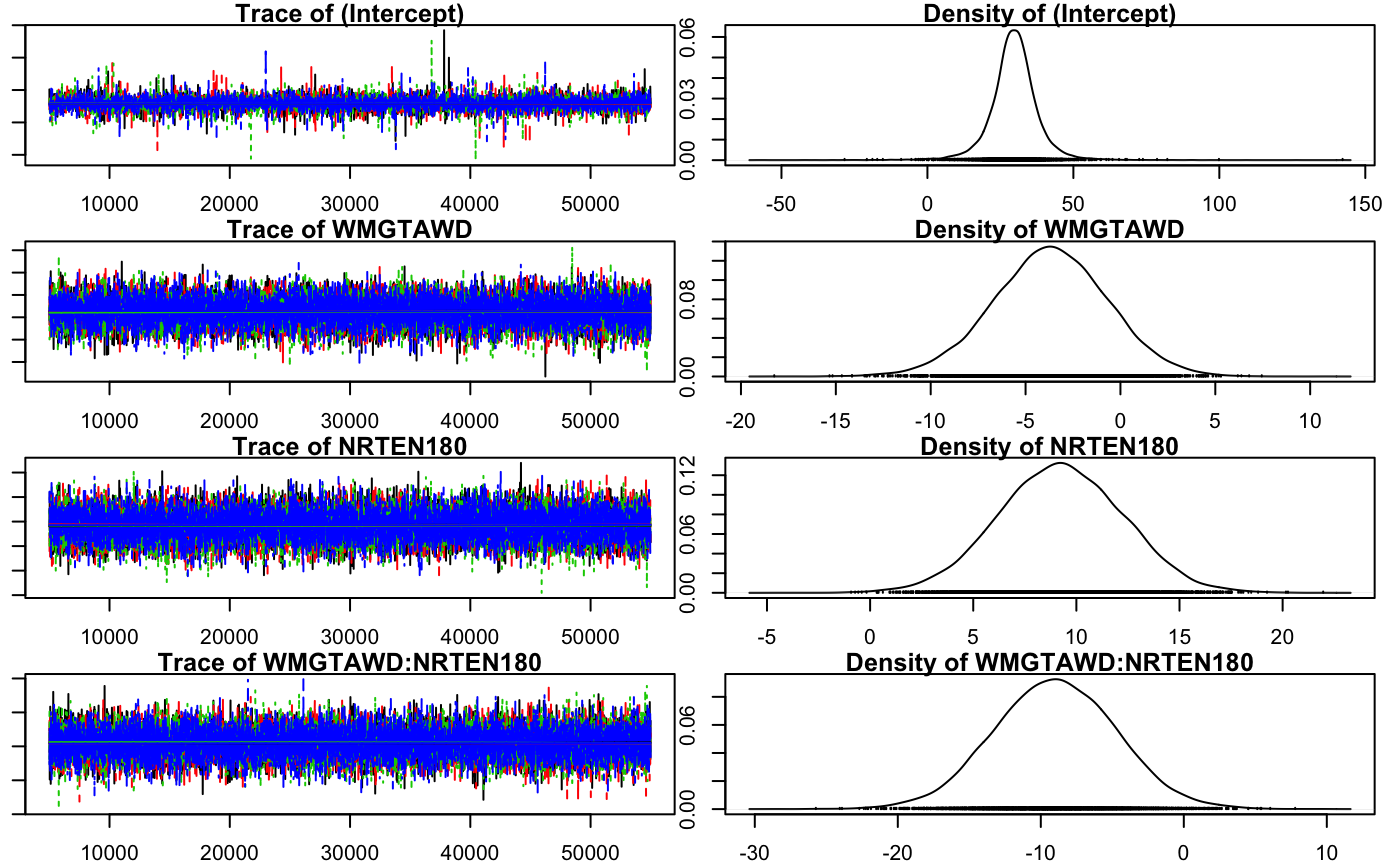 Trace of (Intercept)
Density of (Intercept)
0.00 0.03 0.06
10000 20000 30000 40000 50000
-50 0 50 100 150
Trace of WMGTAWD
Density of WMGTAWD
0.00 0.08
10000 20000 30000 40000 50000
-20 -15 -10 -5 0 5 10
Trace of NRTEN180
Density of NRTEN180
0.00 0.06 0.12
10000 20000 30000 40000 50000
-5 0 5 10 15 20
Trace of WMGTAWD:NRTEN180
Density of WMGTAWD:NRTEN180
0.00 0.06
10000 20000 30000 40000 50000
-30 -20 -10 0 10